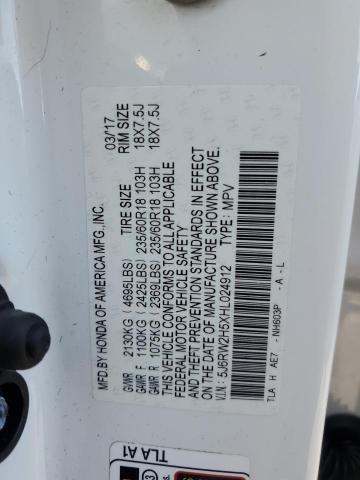 MFD.BY HONDA OF AMERICA MFG.,INC. 03/17
TIRE SIZE RIM SIZE
GVWR 2130KG (4695LBS)
GAWR F 1100KG (2425LBS) 235/60R18 103H 18X7.5J
GAWR R 1075KG (2369LBS) 235/60R18 103H 18X7.5J
THIS VEHICLE CONFORMS TO ALL APPLICABLE
FEDERAL MOTOR VEHICLE SAFETY
AND THEFT PREVENTION STANDARDS IN EFFECT
ON THE DATE OF MANUFACTURE SHOWN ABOVE.
V.I.N.: 5J6RW2H5XHL024912 TYPE: MPV
TLA H AE7 - NH603P - A - L
TLA A1